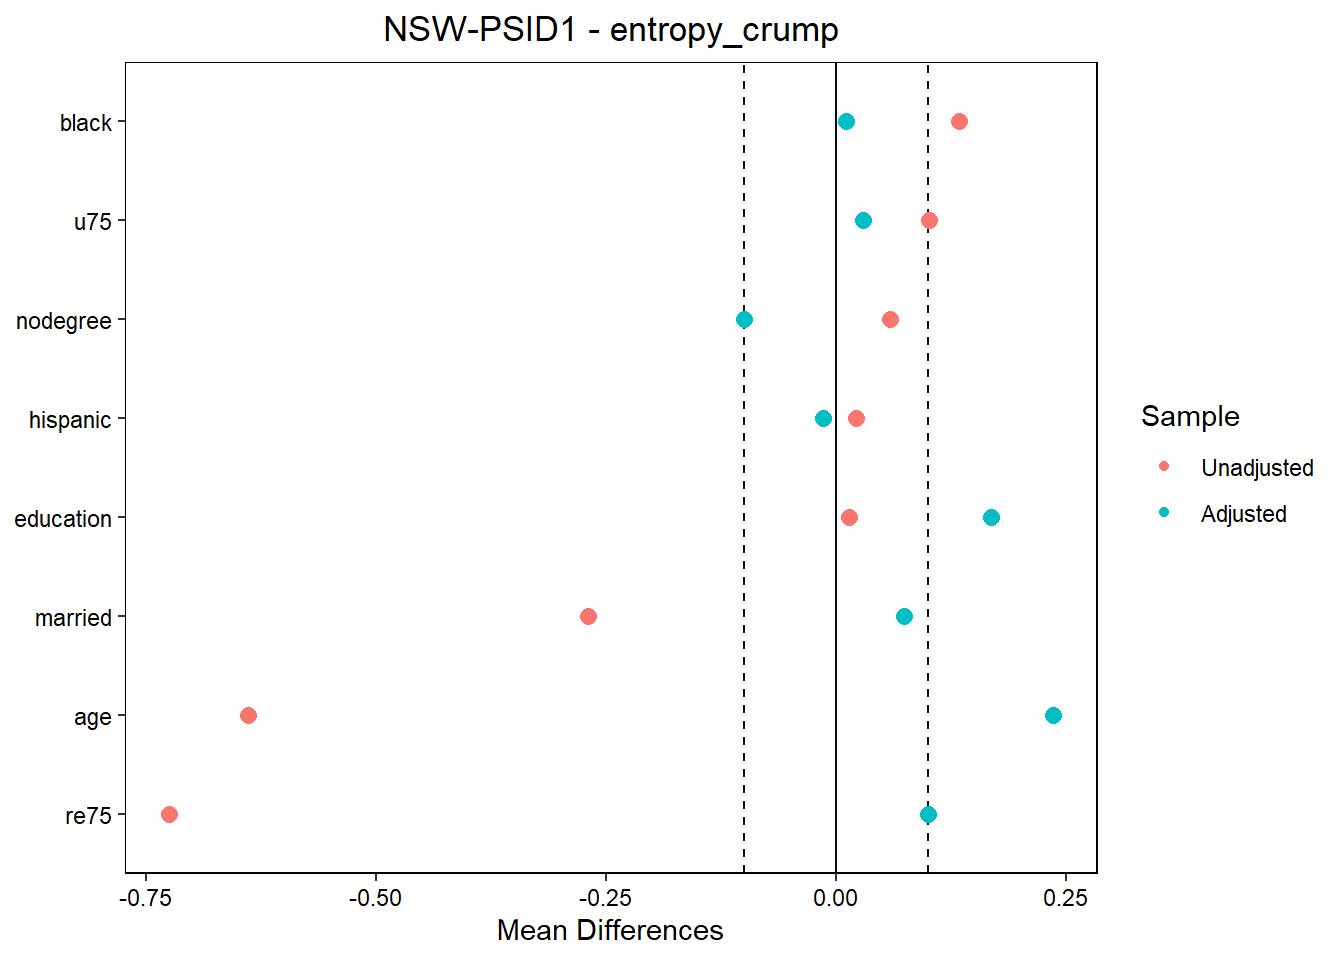 NSW-PSID1 - entropy_crump
black
u75
nodegree
hispanic
education
married
age
re75
-0.75 -0.50 -0.25 0.00 0.25
Mean Differences
Sample
Unadjusted
Adjusted